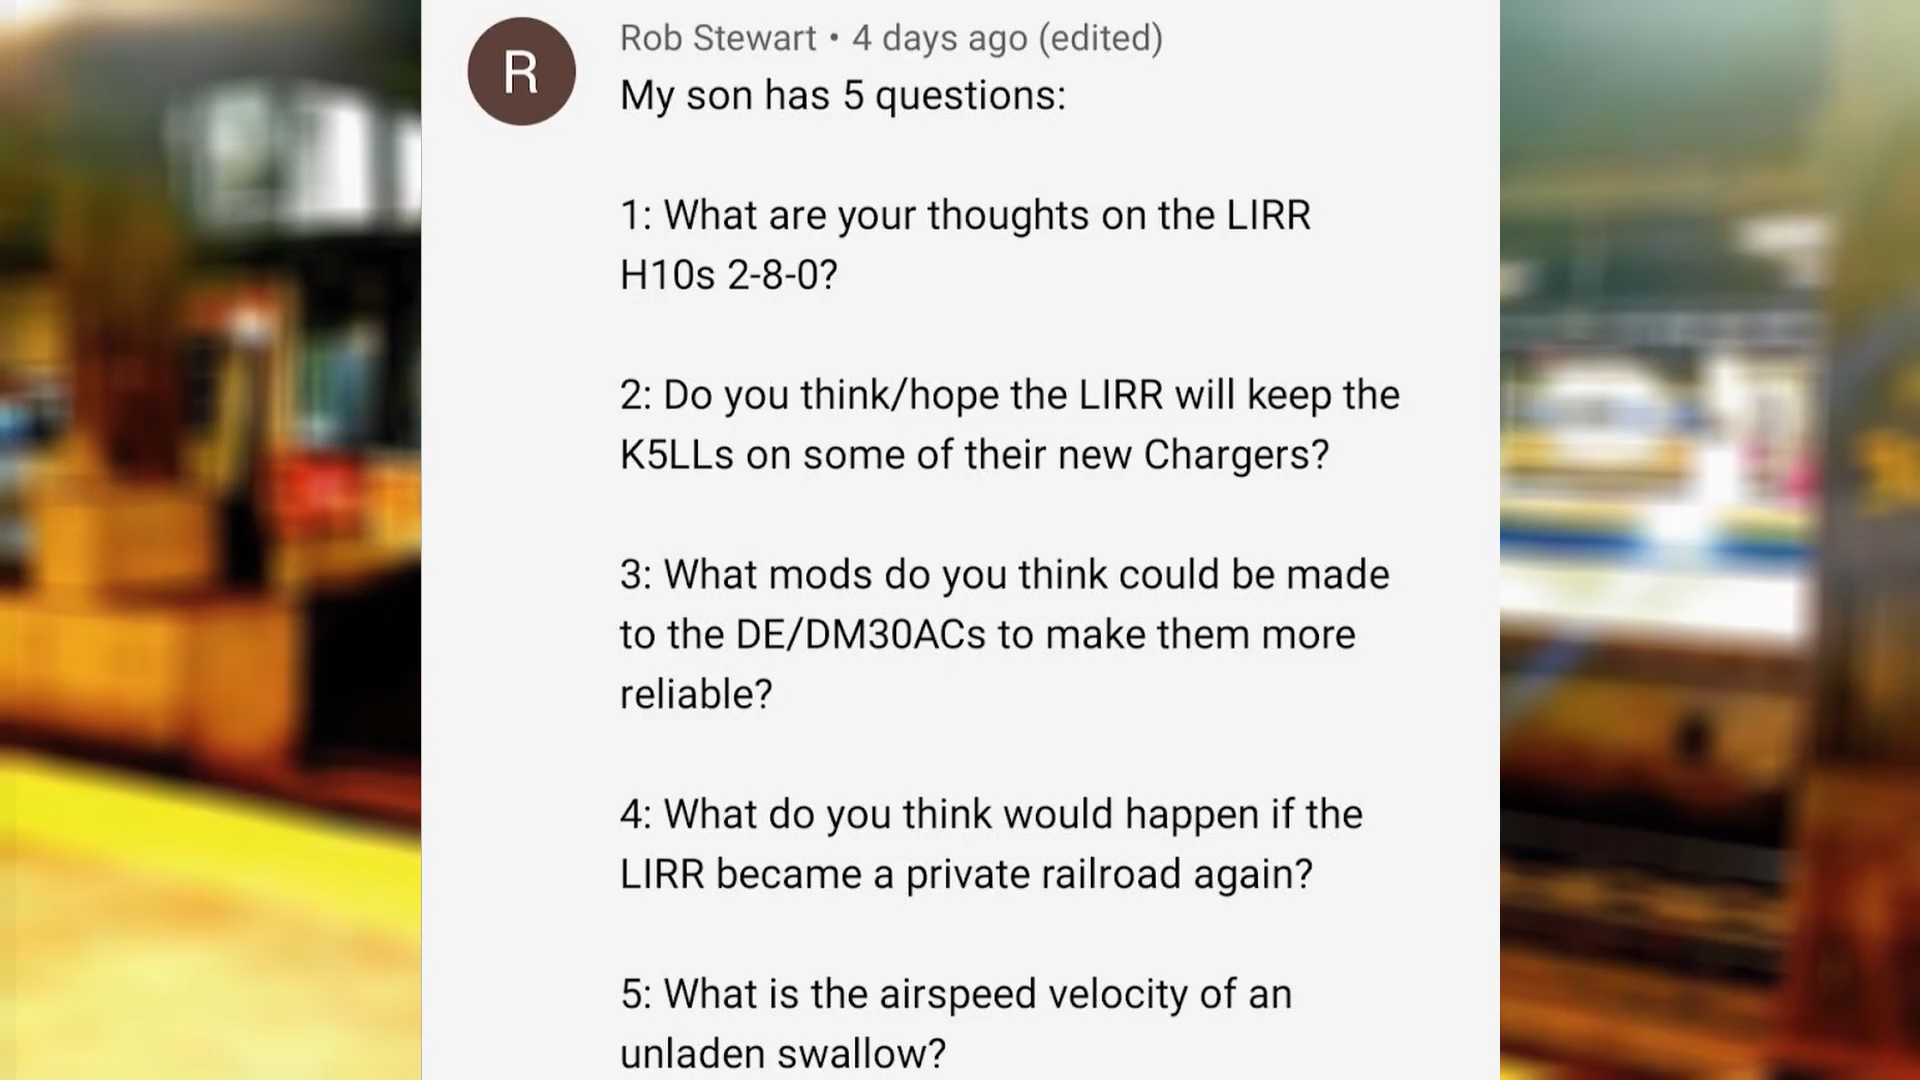 R
Rob Stewart • 4 days ago (edited)
My son has 5 questions:
1: What are your thoughts on the LIRR
H10s 2-8-0?
2: Do you think/hope the LIRR will keep the
K5LLs on some of their new Chargers?
3: What mods do you think could be made
to the DE/DM30ACs to make them more
reliable?
4: What do you think would happen if the
LIRR became a private railroad again?
5: What is the airspeed velocity of an
unladen swallow?